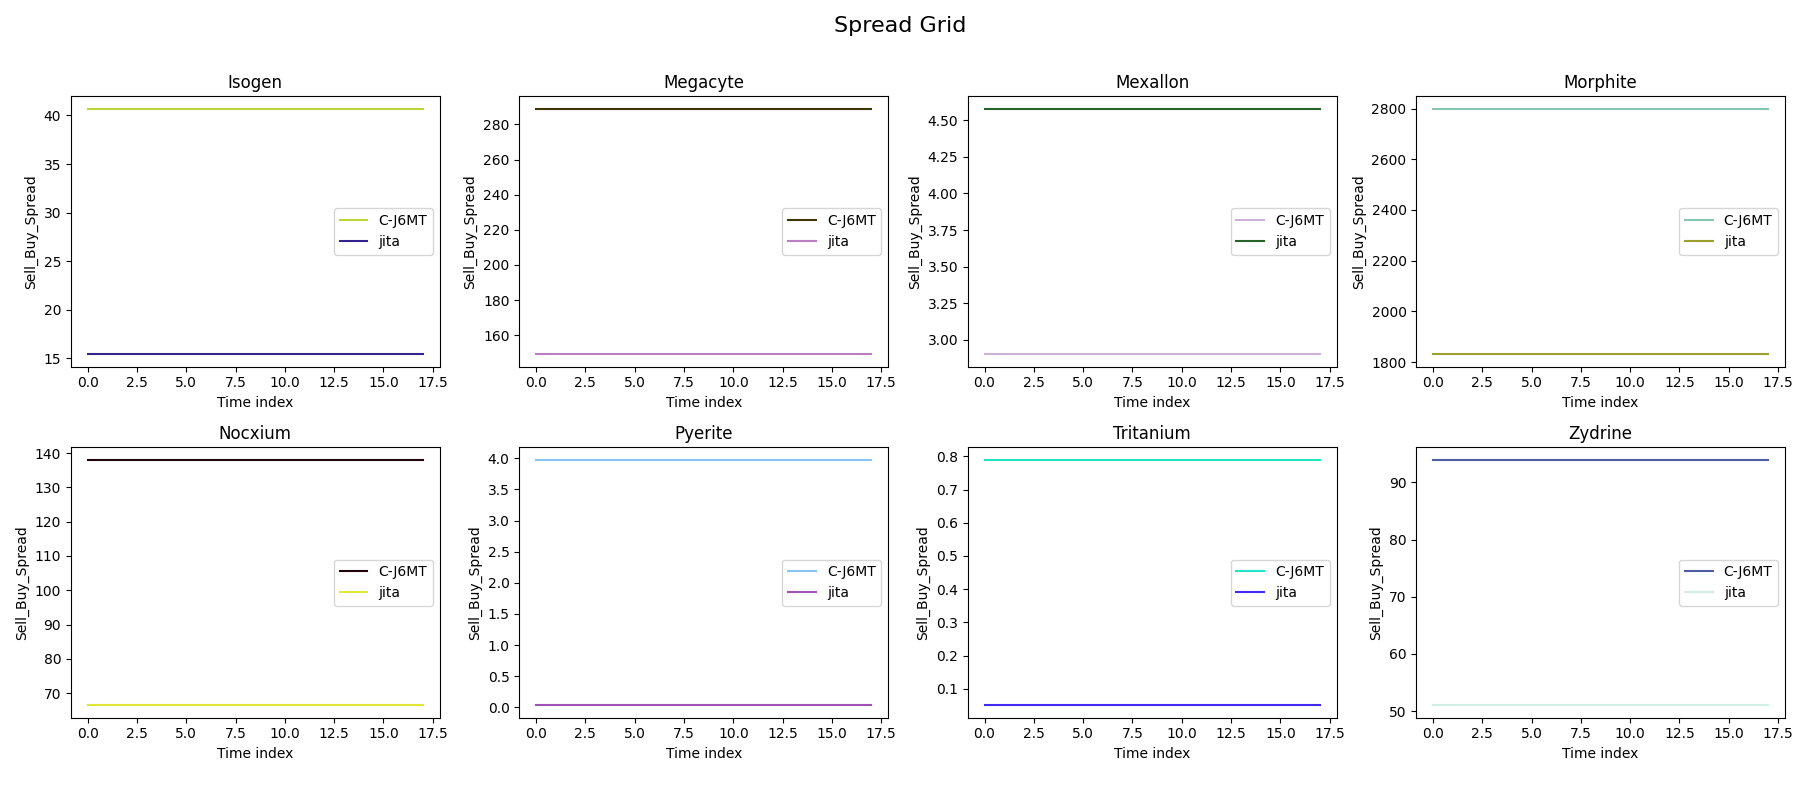 Spread Grid
Isogen
Sell_Buy_Spread
40
35
30
25
20
15
C-J6MT
jita
0.0 2.5 5.0 7.5 10.0 12.5 15.0 17.5
Time index
Megacyte
Sell_Buy_Spread
280
260
240
220
200
180
160
C-J6MT
jita
0.0 2.5 5.0 7.5 10.0 12.5 15.0 17.5
Time index
Mexallon
Sell_Buy_Spread
4.50
4.25
4.00
3.75
3.50
3.25
3.00
C-J6MT
jita
0.0 2.5 5.0 7.5 10.0 12.5 15.0 17.5
Time index
Morphite
Sell_Buy_Spread
2800
2600
2400
2200
2000
1800
C-J6MT
jita
0.0 2.5 5.0 7.5 10.0 12.5 15.0 17.5
Time index
Nocxium
Sell_Buy_Spread
140
130
120
110
100
90
80
70
C-J6MT
jita
0.0 2.5 5.0 7.5 10.0 12.5 15.0 17.5
Time index
Pyerite
Sell_Buy_Spread
4.0
3.5
3.0
2.5
2.0
1.5
1.0
0.5
0.0
C-J6MT
jita
0.0 2.5 5.0 7.5 10.0 12.5 15.0 17.5
Time index
Tritanium
Sell_Buy_Spread
0.8
0.7
0.6
0.5
0.4
0.3
0.2
0.1
C-J6MT
jita
0.0 2.5 5.0 7.5 10.0 12.5 15.0 17.5
Time index
Zydrine
Sell_Buy_Spread
90
80
70
60
50
C-J6MT
jita
0.0 2.5 5.0 7.5 10.0 12.5 15.0 17.5
Time index